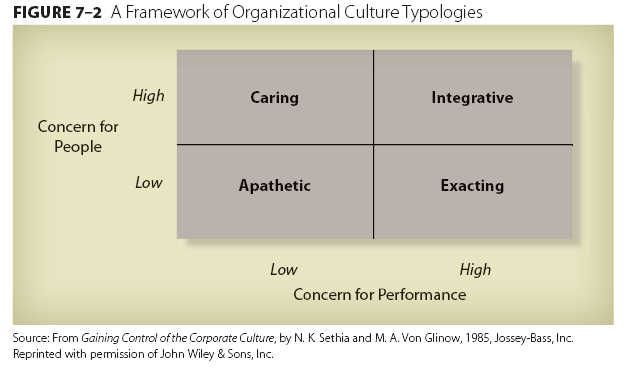 FIGURE 7–2 A Framework of Organizational Culture Typologies
High
Caring
Integrative
Concern for
People
Low
Apathetic
Exacting
Low
High
Concern for Performance
Source: From Gaining Control of the Corporate Culture, by N. K. Sethia and M. A. Von Glinow, 1985, Jossey-Bass, Inc.
Reprinted with permission of John Wiley & Sons, Inc.